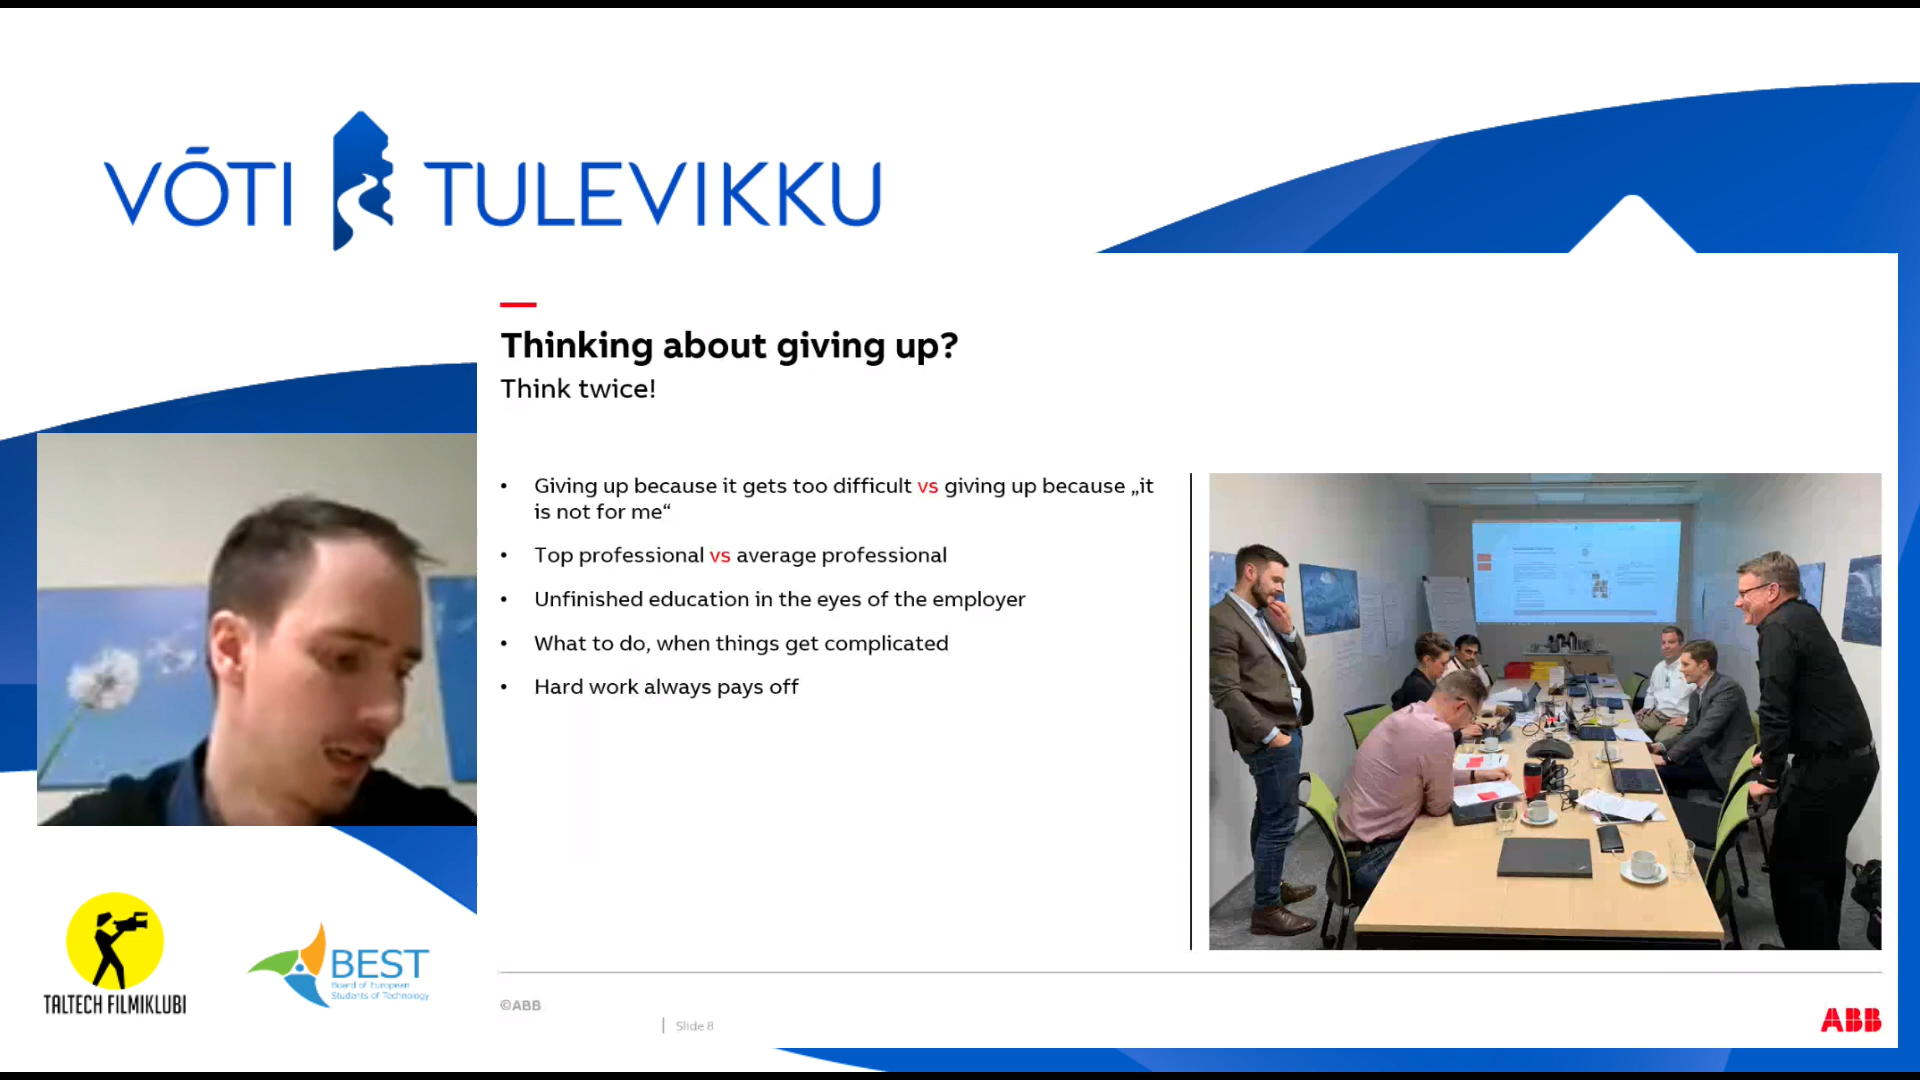 VÕTI TULEVIKKU
Thinking about giving up?
Think twice!
• Giving up because it gets too difficult vs giving up because „it
is not for me“
• Top professional vs average professional
• Unfinished education in the eyes of the employer
• What to do, when things get complicated
• Hard work always pays off
TALTECH FILMIKLUBI
BEST
Board of European
Students of Technology
©ABB
Slide 8
ABB